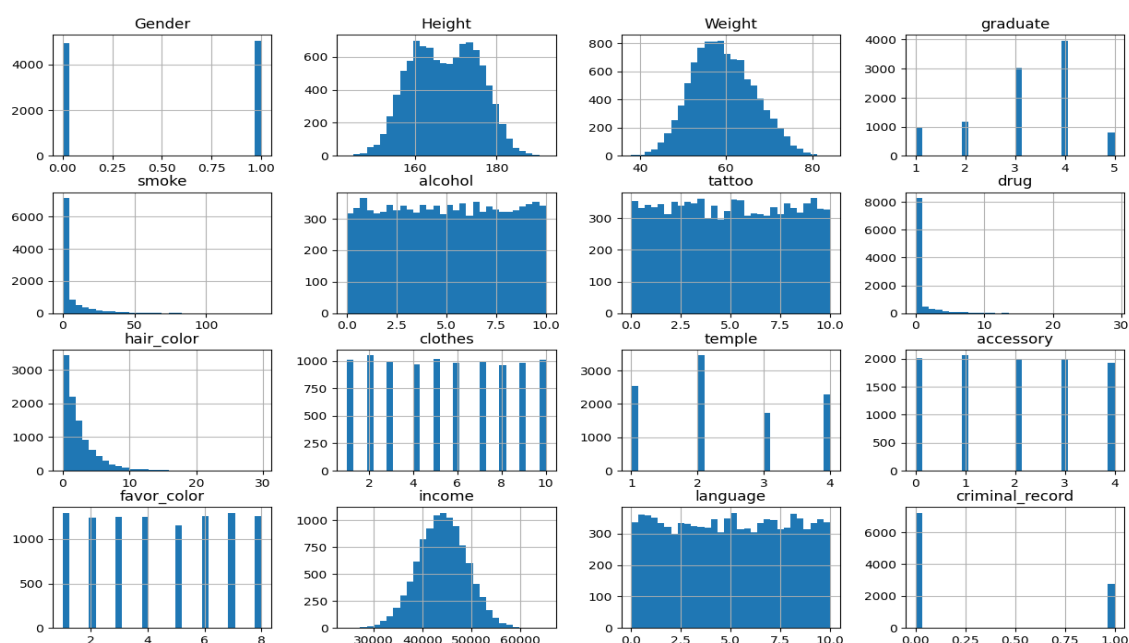 Gender Height Weight graduate
4000 2000 0
0.00 0.25 0.50 0.75 1.00
600 400 200 0
160 180
800 600 400 200 0
40 60 80
4000 3000 2000 1000 0
1 2 3 4 5
smoke alcohol tattoo drug
6000 4000 2000 0
0 50 100
300 200 100 0
0.0 2.5 5.0 7.5 10.0
300 200 100 0
0.0 2.5 5.0 7.5 10.0
8000 6000 4000 2000 0
0 10 20 30
hair_color clothes temple accessory
3000 2000 1000 0
0 10 20 30
1000 750 500 250 0
2 4 6 8 10
3000 2000 1000 0
1 2 3 4
2000 1500 1000 500 0
0 1 2 3 4
favor_color income language criminal_record
1000 500 0
2 4 6 8
1000 750 500 250 0
30000 40000 50000 60000
300 200 100 0
0.0 2.5 5.0 7.5 10.0
6000 4000 2000 0
0.00 0.25 0.50 0.75 1.00